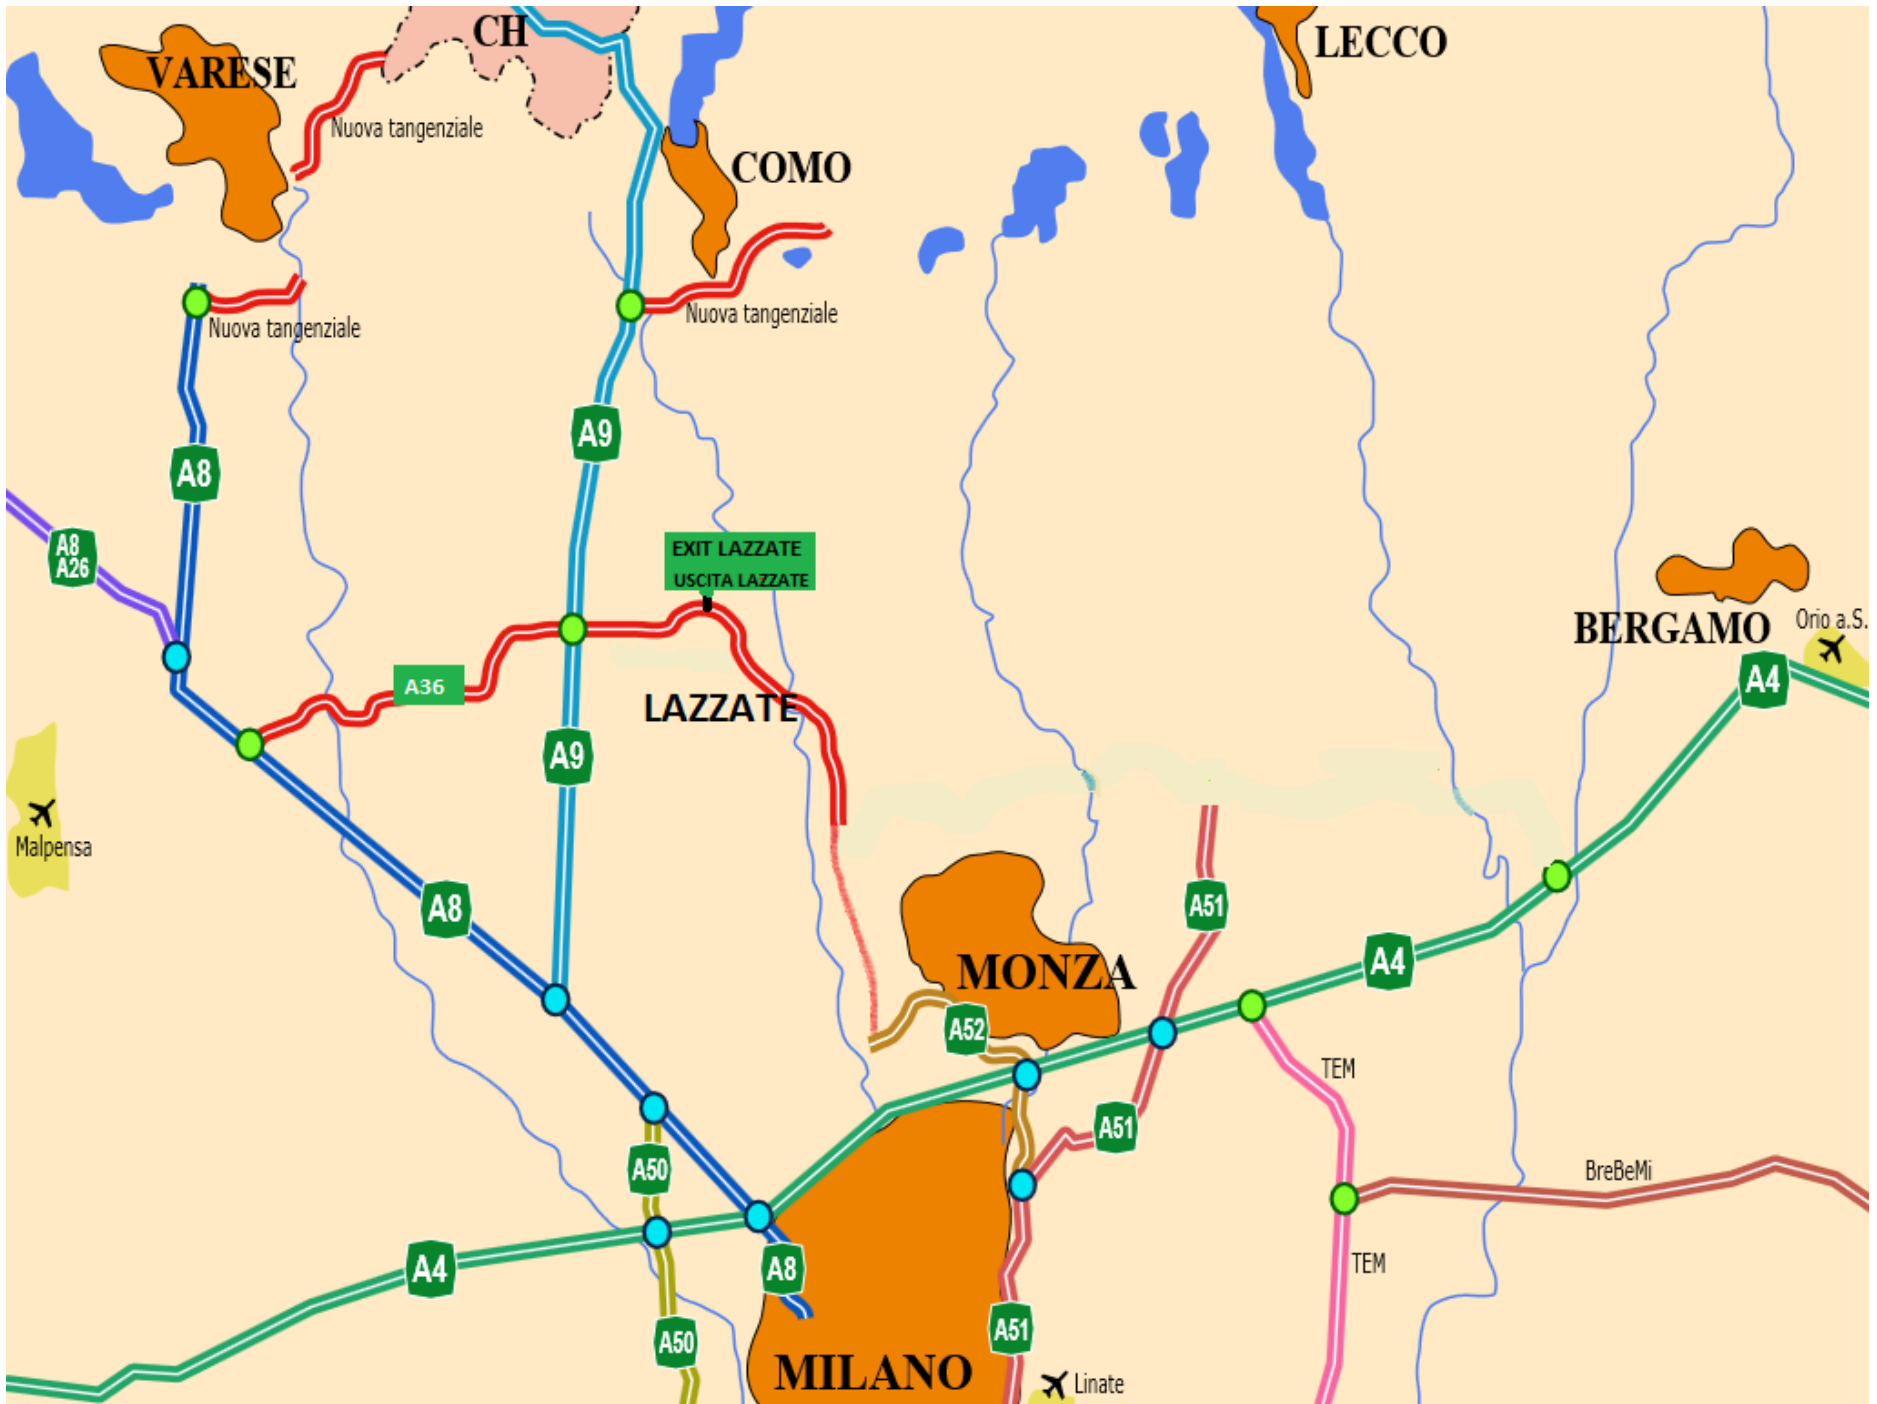 CH
LECCO
VARESE
Nuova tangenziale
COMO
Nuova tangenziale
Nuova tangenziale
A9
A8
A8
A26
EXIT LAZZATE
USCITA LAZZATE
BERGAMO
Orio a.S.
A4
A36
LAZZATE
A9
Malpensa
A8
A51
A4
MONZA
A52
TEM
A51
A50
BreBeMi
A4
A8
TEM
A50
A51
MILANO
Linate